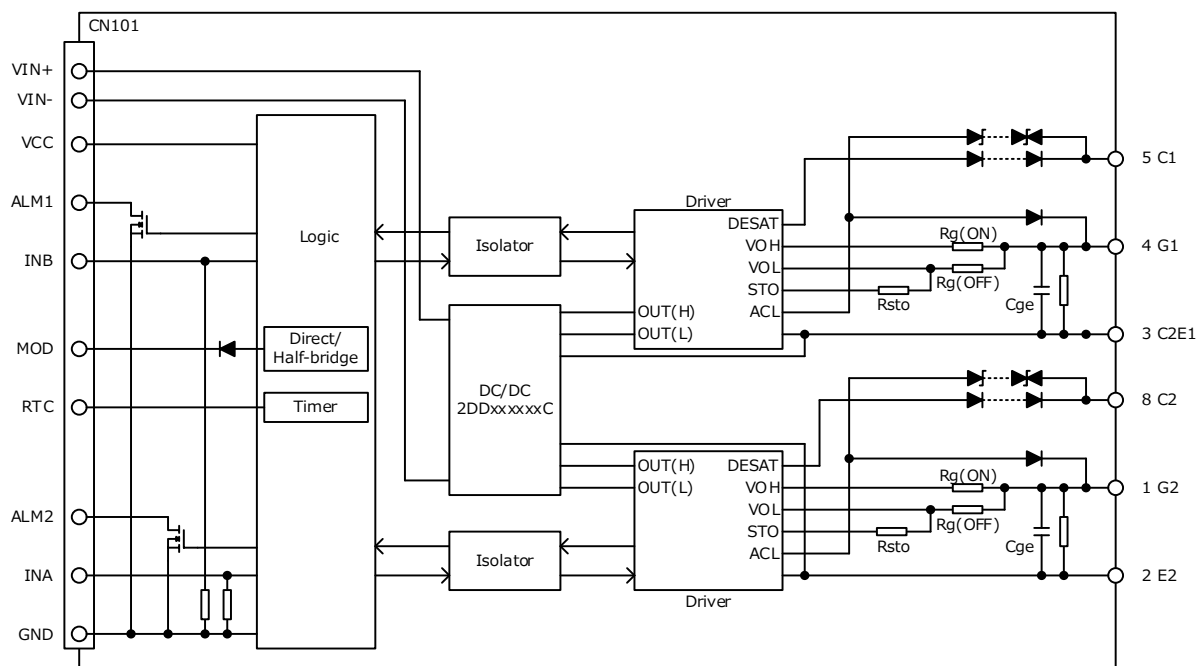 CN101
VIN+
VIN-
VCC
ALM1
INB
MOD
RTC
ALM2
INA
GND
Logic
Direct/
Half-bridge
Timer
Isolator
DC/DC
2DDxxxxxxC
Isolator
Driver
DESAT
VOH
VOL
STO
ACL
OUT(H)
OUT(L)
Rg(ON)
Rg(OFF)
Rsto
Cge
5 C1
4 G1
3 C2E1
OUT(H)
OUT(L)
DESAT
VOH
VOL
STO
ACL
Driver
Rg(ON)
Rg(OFF)
Rsto
Cge
8 C2
1 G2
2 E2